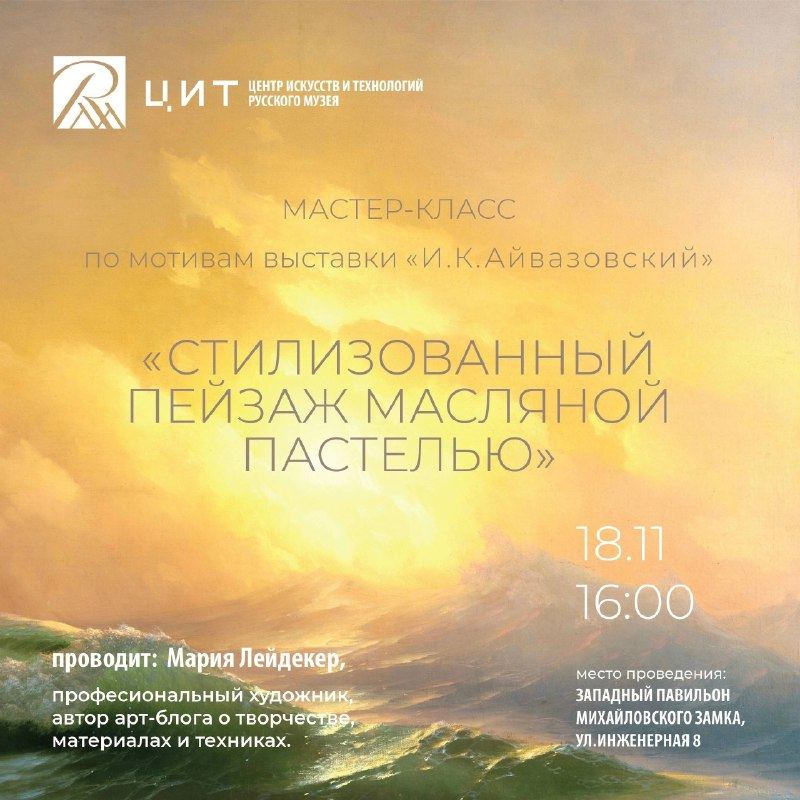 ЦИТ
ЦЕНТР ИСКУССТВ И ТЕХНОЛОГИЙ
РУССКОГО МУЗЕЯ
МАСТЕР-КЛАСС
по мотивам выставки «И.К.Айвазовский»
«СТИЛИЗОВАННЫЙ
ПЕЙЗАЖ МАСЛЯНОЙ
ПАСТЕЛЬЮ»
18.11
16:00
проводит: Мария Лейдекер,
професиональный художник,
автор арт-блога о творчестве,
материалах и техниках.
место проведения:
ЗАПАДНЫЙ ПАВИЛЬОН
МИХАЙЛОВСКОГО ЗАМКА,
УЛ.ИНЖЕНЕРНАЯ 8